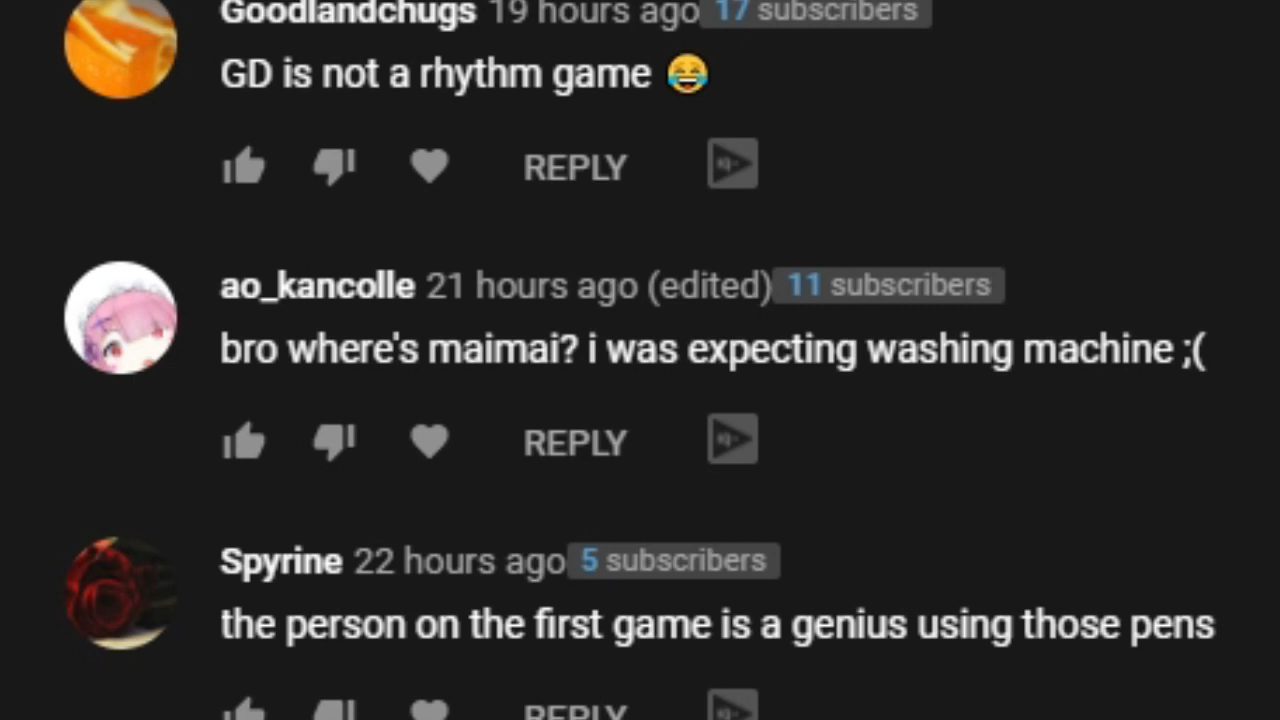 Goodlandchugs 19 hours ago 17 subscribers
GD is not a rhythm game 😂
REPLY
ao_kancolle 21 hours ago (edited) 11 subscribers
bro where's maimai? i was expecting washing machine ;(
REPLY
Spyrine 22 hours ago 5 subscribers
the person on the first game is a genius using those pens
REPLY